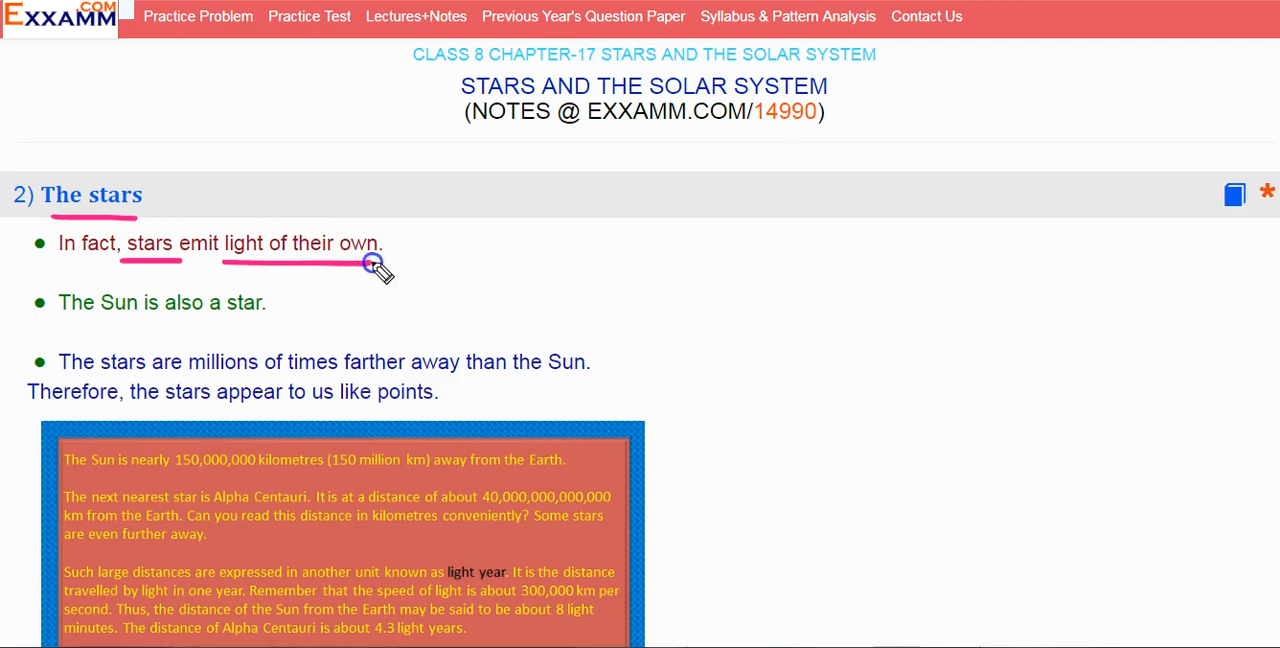 EXXAMM.COM
Practice Problem Practice Test Lectures+Notes Previous Year's Question Paper Syllabus & Pattern Analysis Contact Us
CLASS 8 CHAPTER-17 STARS AND THE SOLAR SYSTEM
STARS AND THE SOLAR SYSTEM
(NOTES @ EXXAMM.COM/14990)
2) The stars *
● In fact, stars emit light of their own.
● The Sun is also a star.
● The stars are millions of times farther away than the Sun.
Therefore, the stars appear to us like points.
The Sun is nearly 150,000,000 kilometres (150 million km) away from the Earth.
The next nearest star is Alpha Centauri. It is at a distance of about 40,000,000,000,000
km from the Earth. Can you read this distance in kilometres conveniently? Some stars
are even further away.
Such large distances are expressed in another unit known as light year. It is the distance
travelled by light in one year. Remember that the speed of light is about 300,000 km per
second. Thus, the distance of the Sun from the Earth may be said to be about 8 light
minutes. The distance of Alpha Centauri is about 4.3 light years.